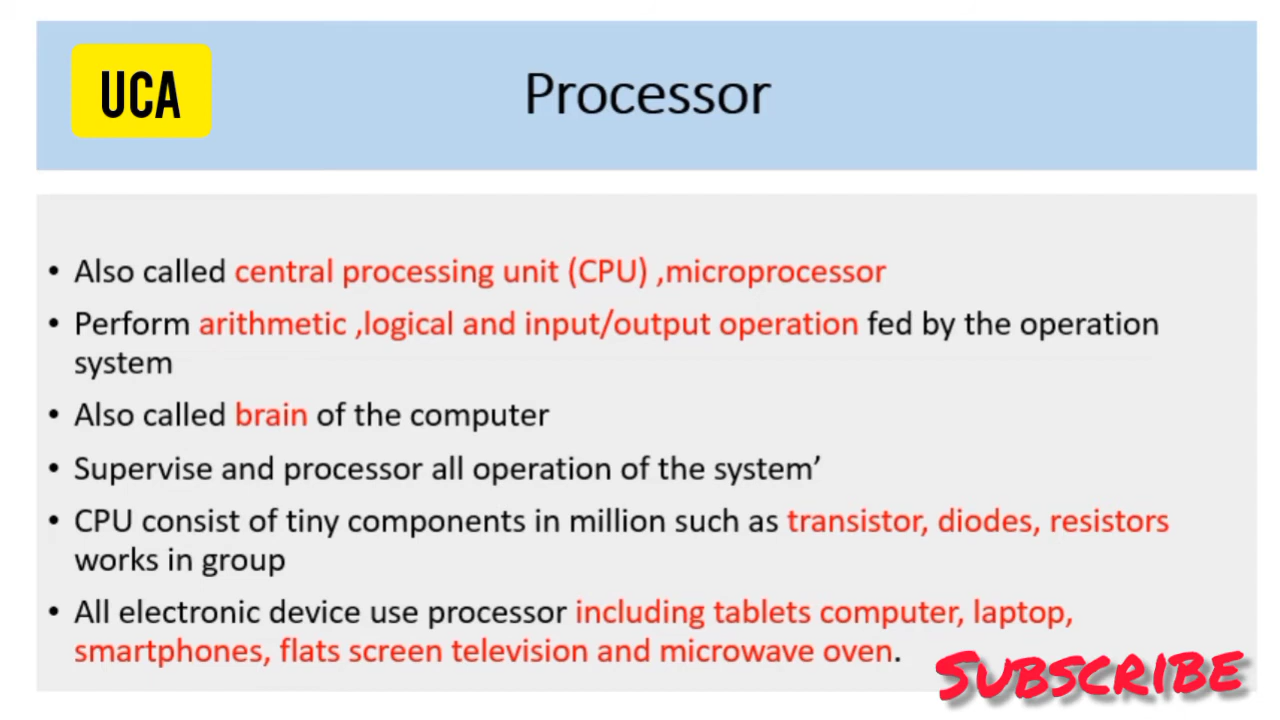 UCA
Processor
• Also called central processing unit (CPU) ,microprocessor
• Perform arithmetic ,logical and input/output operation fed by the operation
system
• Also called brain of the computer
• Supervise and processor all operation of the system’
• CPU consist of tiny components in million such as transistor, diodes, resistors
works in group
• All electronic device use processor including tablets computer, laptop,
smartphones, flats screen television and microwave oven.
SUBSCRIBE